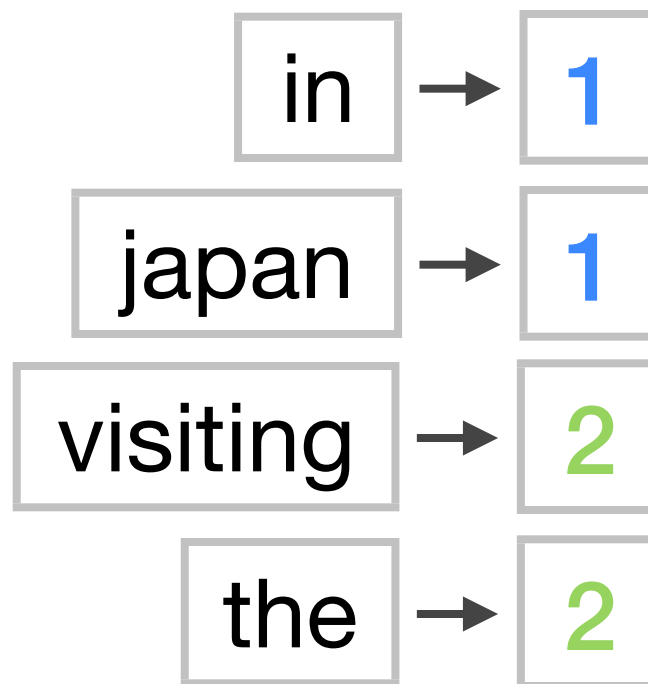 in → 1
japan → 1
visiting → 2
the → 2